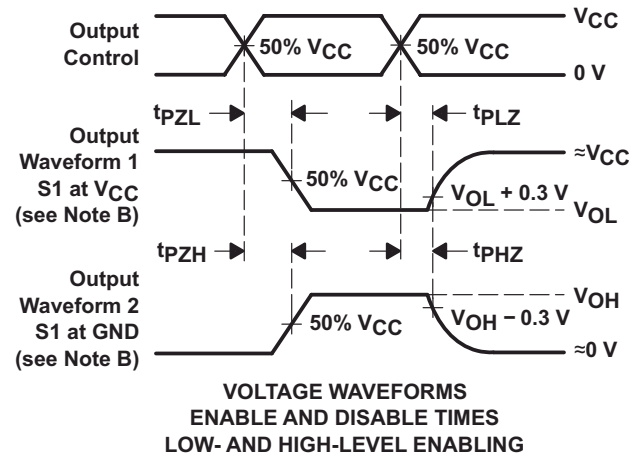 Output
Control
50% VCC
50% VCC
VCC
0 V
tPZL
tPLZ
Output
Waveform 1
S1 at VCC
(see Note B)
50% VCC
≈VCC
VOL + 0.3 V
VOL
tPZH
tPHZ
Output
Waveform 2
S1 at GND
(see Note B)
50% VCC
VOH
VOH − 0.3 V
≈0 V
VOLTAGE WAVEFORMS
ENABLE AND DISABLE TIMES
LOW- AND HIGH-LEVEL ENABLING